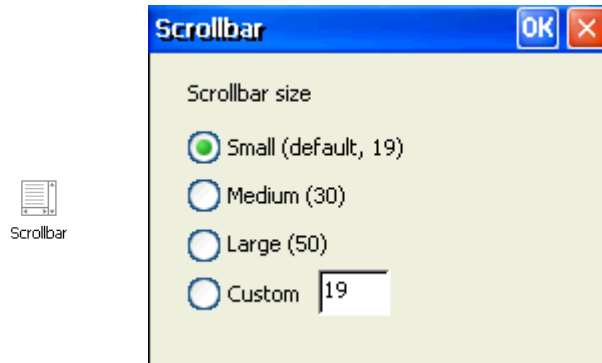 Scrollbar OK
Scrollbar size
Small (default, 19)
Medium (30)
Scrollbar
Large (50)
Custom 19